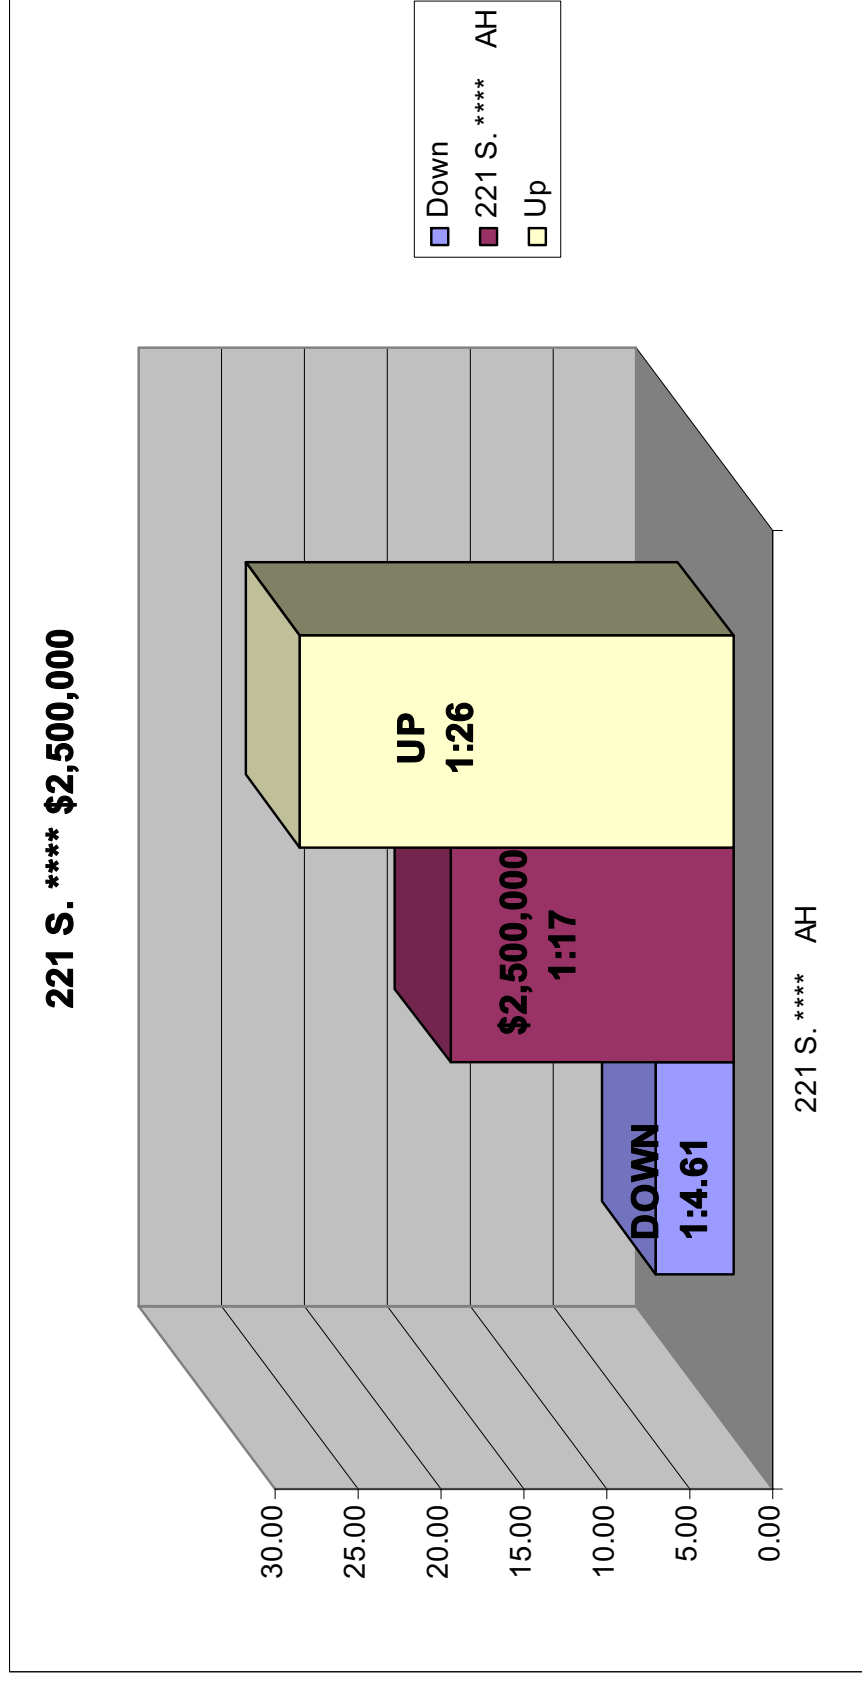 221 S. **** $2,500,000
30.00
25.00
20.00
15.00
10.00
5.00
0.00
DOWN
1:4.61
$2,500,000
1:17
UP
1:26
221 S. **** AH
Down
221 S. **** AH
Up